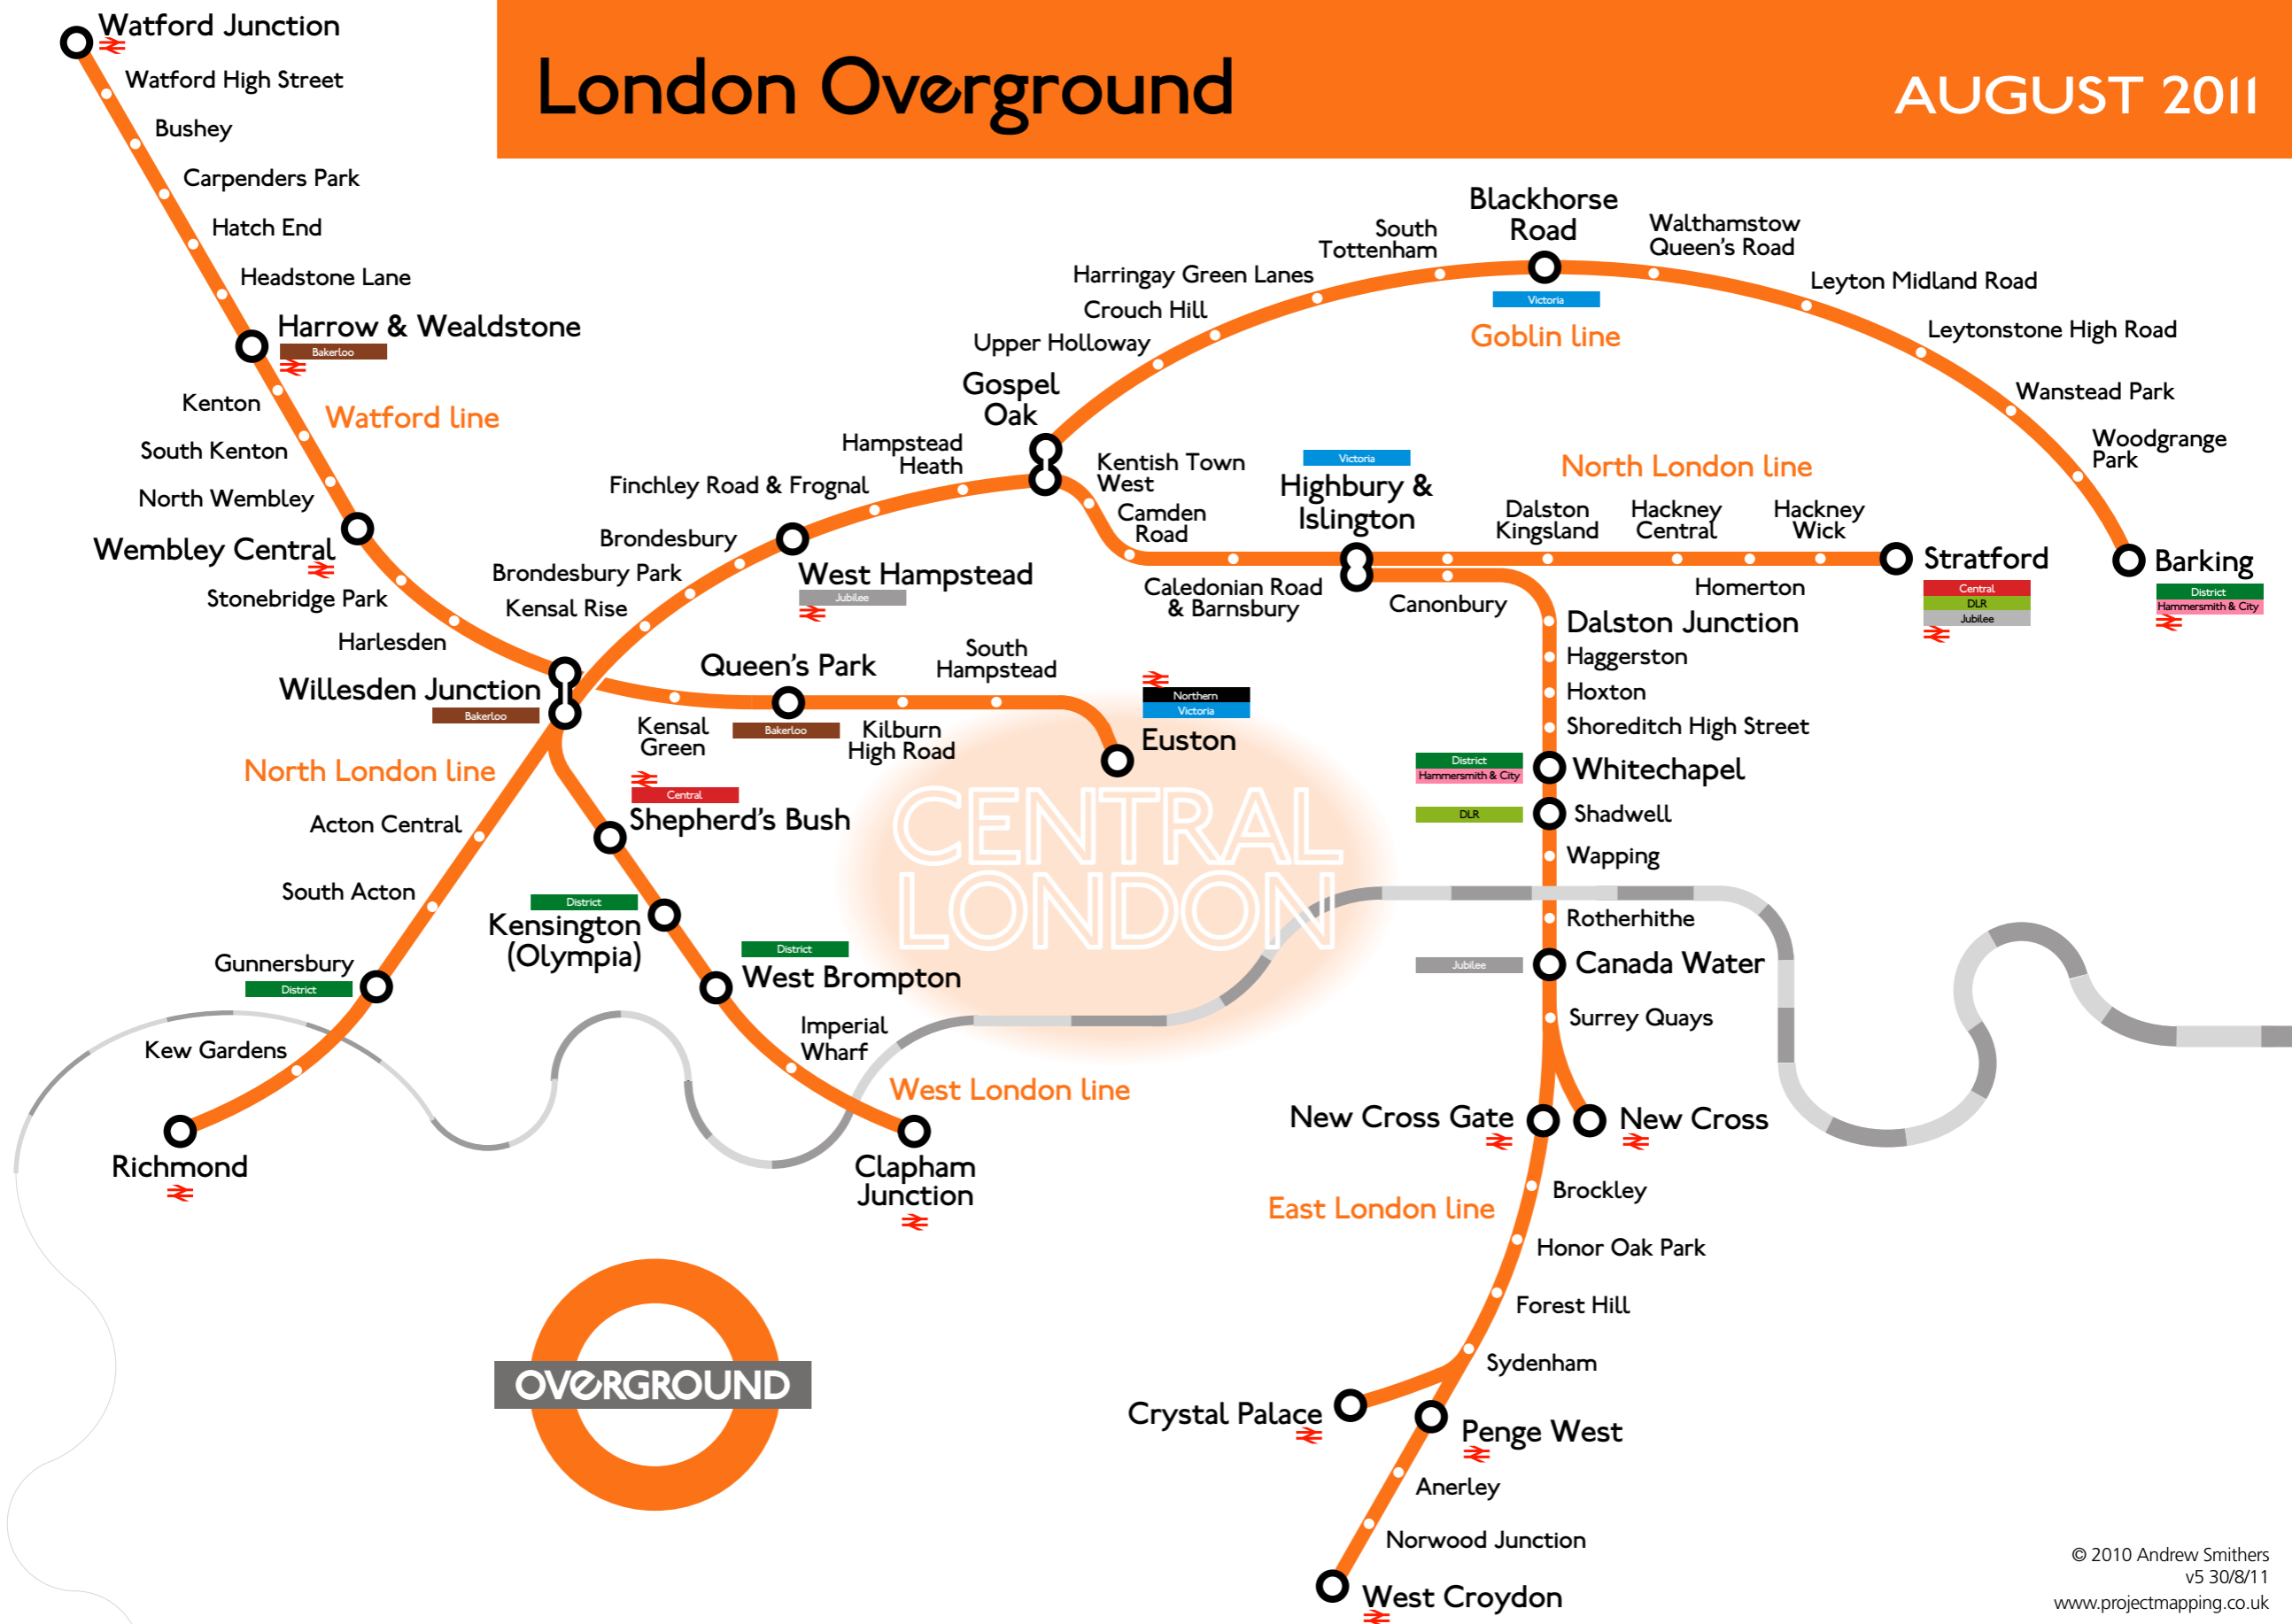 London Overground
AUGUST 2011
Watford Junction
Watford High Street
Bushey
Carpenders Park
Hatch End
Headstone Lane
Harrow & Wealdstone
Bakerloo
Kenton
Watford line
South Kenton
North Wembley
Wembley Central
Stonebridge Park
Harlesden
Willesden Junction
Bakerloo
North London line
Acton Central
South Acton
Gunnersbury
District
Kew Gardens
Richmond
Kensal Rise
Brondesbury Park
Brondesbury
West Hampstead
Jubilee
Finchley Road & Frognal
Hampstead
Heath
Gospel
Oak
Upper Holloway
Crouch Hill
Harringay Green Lanes
South
Tottenham
Blackhorse
Road
Victoria
Goblin line
Walthamstow
Queen's Road
Leyton Midland Road
Leytonstone High Road
Wanstead Park
Woodgrange
Park
Barking
District
Hammersmith & City
Kentish Town
West
Camden
Road
Caledonian Road
& Barnsbury
Victoria
Highbury &
Islington
Canonbury
North London line
Dalston
Kingsland
Hackney
Central
Homerton
Hackney
Wick
Stratford
Central
DLR
Jubilee
Kensal
Green
Queen's Park
Bakerloo
Kilburn
High Road
South
Hampstead
Northern
Victoria
Euston
CENTRAL
LONDON
Central
Shepherd's Bush
District
Kensington
(Olympia)
District
West Brompton
Imperial
Wharf
West London line
Clapham
Junction
Dalston Junction
Haggerston
Hoxton
Shoreditch High Street
District
Hammersmith & City
Whitechapel
DLR
Shadwell
Wapping
Rotherhithe
Jubilee
Canada Water
Surrey Quays
New Cross Gate
New Cross
East London line
Brockley
Honor Oak Park
Forest Hill
Sydenham
Crystal Palace
Penge West
Anerley
Norwood Junction
West Croydon
OVERGROUND
© 2010 Andrew Smithers
v5 30/8/11
www.projectmapping.co.uk